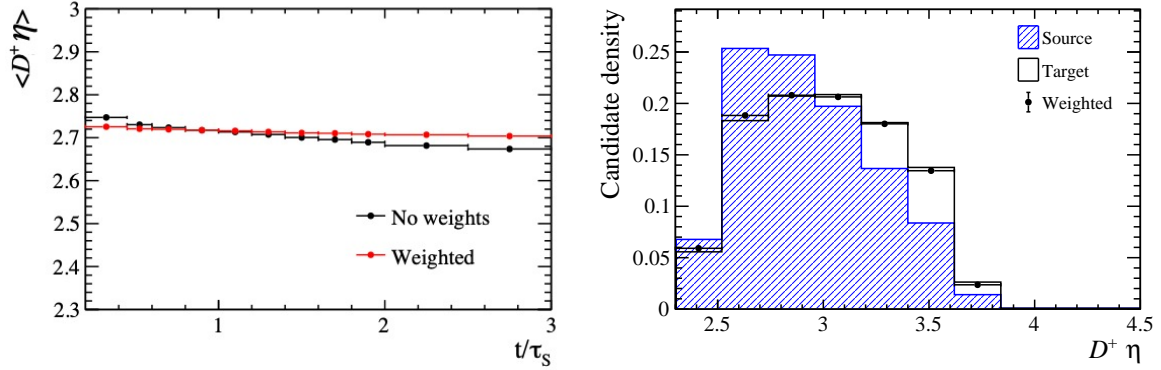 <D⁺ η>
3
2.9
2.8
2.7
2.6
2.5
2.4
2.3
No weights
Weighted
1 2 3
t/τ_S
Candidate density
0.25
0.2
0.15
0.1
0.05
0
Source
Target
Weighted
2.5 3 3.5 4 4.5
D⁺ η